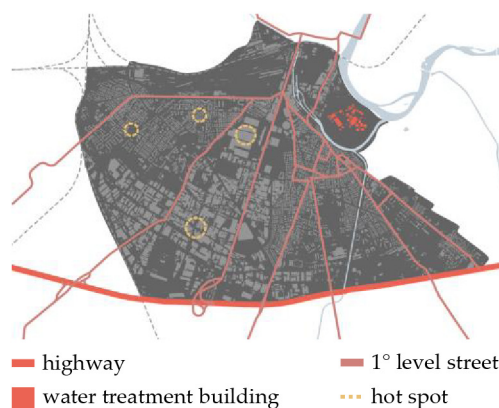 highway
1° level street
water treatment building
hot spot